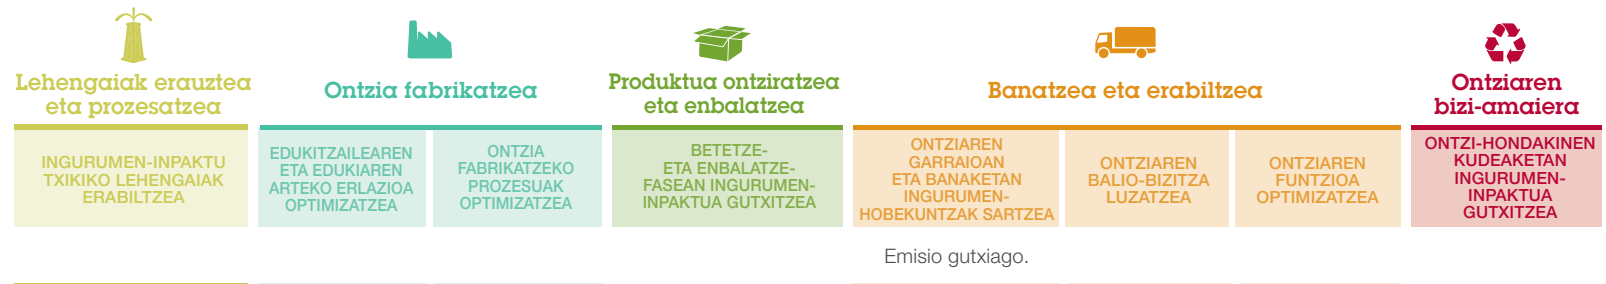 Lehengaiak erauztea
eta prozesatzea
Ontzia fabrikatzea
Produktua ontziratzea
eta enbalatzea
Banatzea eta erabiltzea
Ontziaren
bizi-amaiera
INGURUMEN-INPAKTU
TXIKIKO LEHENGAIAK
ERABILTZEA
EDUKITZAILEAREN
ETA EDUKIAREN
ARTEKO ERLAZIOA
OPTIMIZATZEA
ONTZIA
FABRIKATZEKO
PROZESUAK
OPTIMIZATZEA
BETETZE-
ETA ENBALATZE-
FASEAN INGURUMEN-
INPAKTUA GUTXITZEA
ONTZIAREN
GARRAIOAN
ETA BANAKETAN
INGURUMEN-
HOBEKUNTZAK SARTZEA
ONTZIAREN
BALIO-BIZITZA
LUZATZEA
ONTZIAREN
FUNTZIOA
OPTIMIZATZEA
ONTZI-HONDAKINEN
KUDEAKETAN
INGURUMEN-
INPAKTUA
GUTXITZEA
Emisio gutxiago.